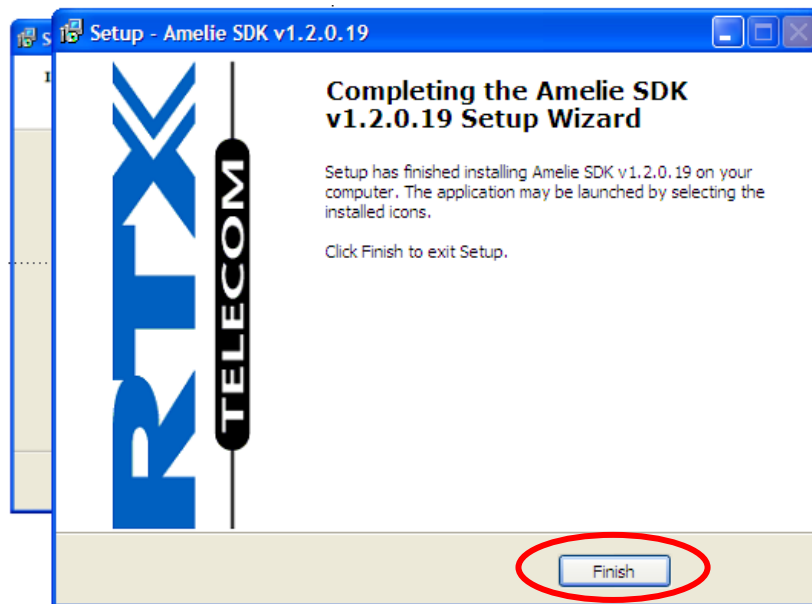 S
Setup - Amelie SDK v1.2.0.19
I
Completing the Amelie SDK
v1.2.0.19 Setup Wizard
Setup has finished installing Amelie SDK v1.2.0.19 on your
computer. The application may be launched by selecting the
installed icons.
Click Finish to exit Setup.
RTX
TELECOM
Finish